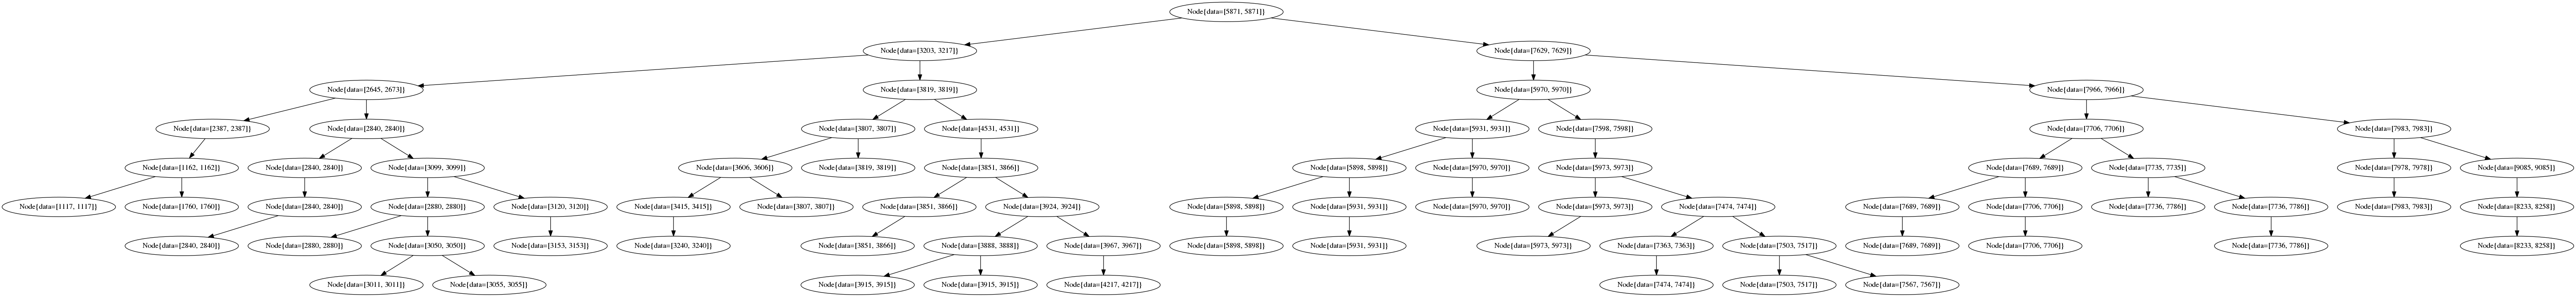 Node{data=[5871, 5871]}
Node{data=[3203, 3217]}
Node{data=[7629, 7629]}
Node{data=[2645, 2673]}
Node{data=[3819, 3819]}
Node{data=[5970, 5970]}
Node{data=[7966, 7966]}
Node{data=[2387, 2387]}
Node{data=[2840, 2840]}
Node{data=[3807, 3807]}
Node{data=[4531, 4531]}
Node{data=[5931, 5931]}
Node{data=[7598, 7598]}
Node{data=[7706, 7706]}
Node{data=[7983, 7983]}
Node{data=[1162, 1162]}
Node{data=[2840, 2840]}
Node{data=[3099, 3099]}
Node{data=[3606, 3606]}
Node{data=[3819, 3819]}
Node{data=[3851, 3866]}
Node{data=[5898, 5898]}
Node{data=[5970, 5970]}
Node{data=[5973, 5973]}
Node{data=[7689, 7689]}
Node{data=[7735, 7735]}
Node{data=[7978, 7978]}
Node{data=[9085, 9085]}
Node{data=[1117, 1117]}
Node{data=[1760, 1760]}
Node{data=[2840, 2840]}
Node{data=[2880, 2880]}
Node{data=[3120, 3120]}
Node{data=[3415, 3415]}
Node{data=[3807, 3807]}
Node{data=[3851, 3866]}
Node{data=[3924, 3924]}
Node{data=[5898, 5898]}
Node{data=[5931, 5931]}
Node{data=[5970, 5970]}
Node{data=[5973, 5973]}
Node{data=[7474, 7474]}
Node{data=[7689, 7689]}
Node{data=[7706, 7706]}
Node{data=[7736, 7786]}
Node{data=[7736, 7786]}
Node{data=[7983, 7983]}
Node{data=[8233, 8258]}
Node{data=[2840, 2840]}
Node{data=[2880, 2880]}
Node{data=[3050, 3050]}
Node{data=[3153, 3153]}
Node{data=[3240, 3240]}
Node{data=[3851, 3866]}
Node{data=[3888, 3888]}
Node{data=[3967, 3967]}
Node{data=[5898, 5898]}
Node{data=[5931, 5931]}
Node{data=[5973, 5973]}
Node{data=[7363, 7363]}
Node{data=[7503, 7517]}
Node{data=[7689, 7689]}
Node{data=[7706, 7706]}
Node{data=[7736, 7786]}
Node{data=[8233, 8258]}
Node{data=[3011, 3011]}
Node{data=[3055, 3055]}
Node{data=[3915, 3915]}
Node{data=[3915, 3915]}
Node{data=[4217, 4217]}
Node{data=[7474, 7474]}
Node{data=[7503, 7517]}
Node{data=[7567, 7567]}